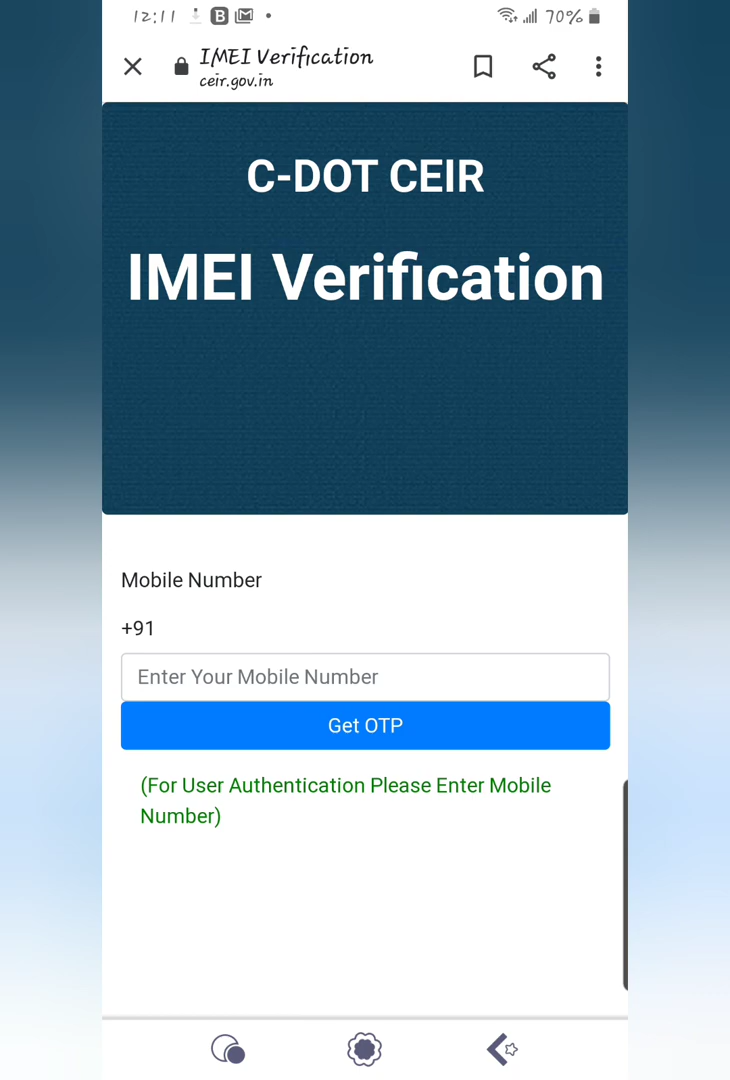 12:11 B M 70%
IMEI Verification
ceir.gov.in
C-DOT CEIR
IMEI Verification
Mobile Number
+91
Enter Your Mobile Number
Get OTP
(For User Authentication Please Enter Mobile
Number)